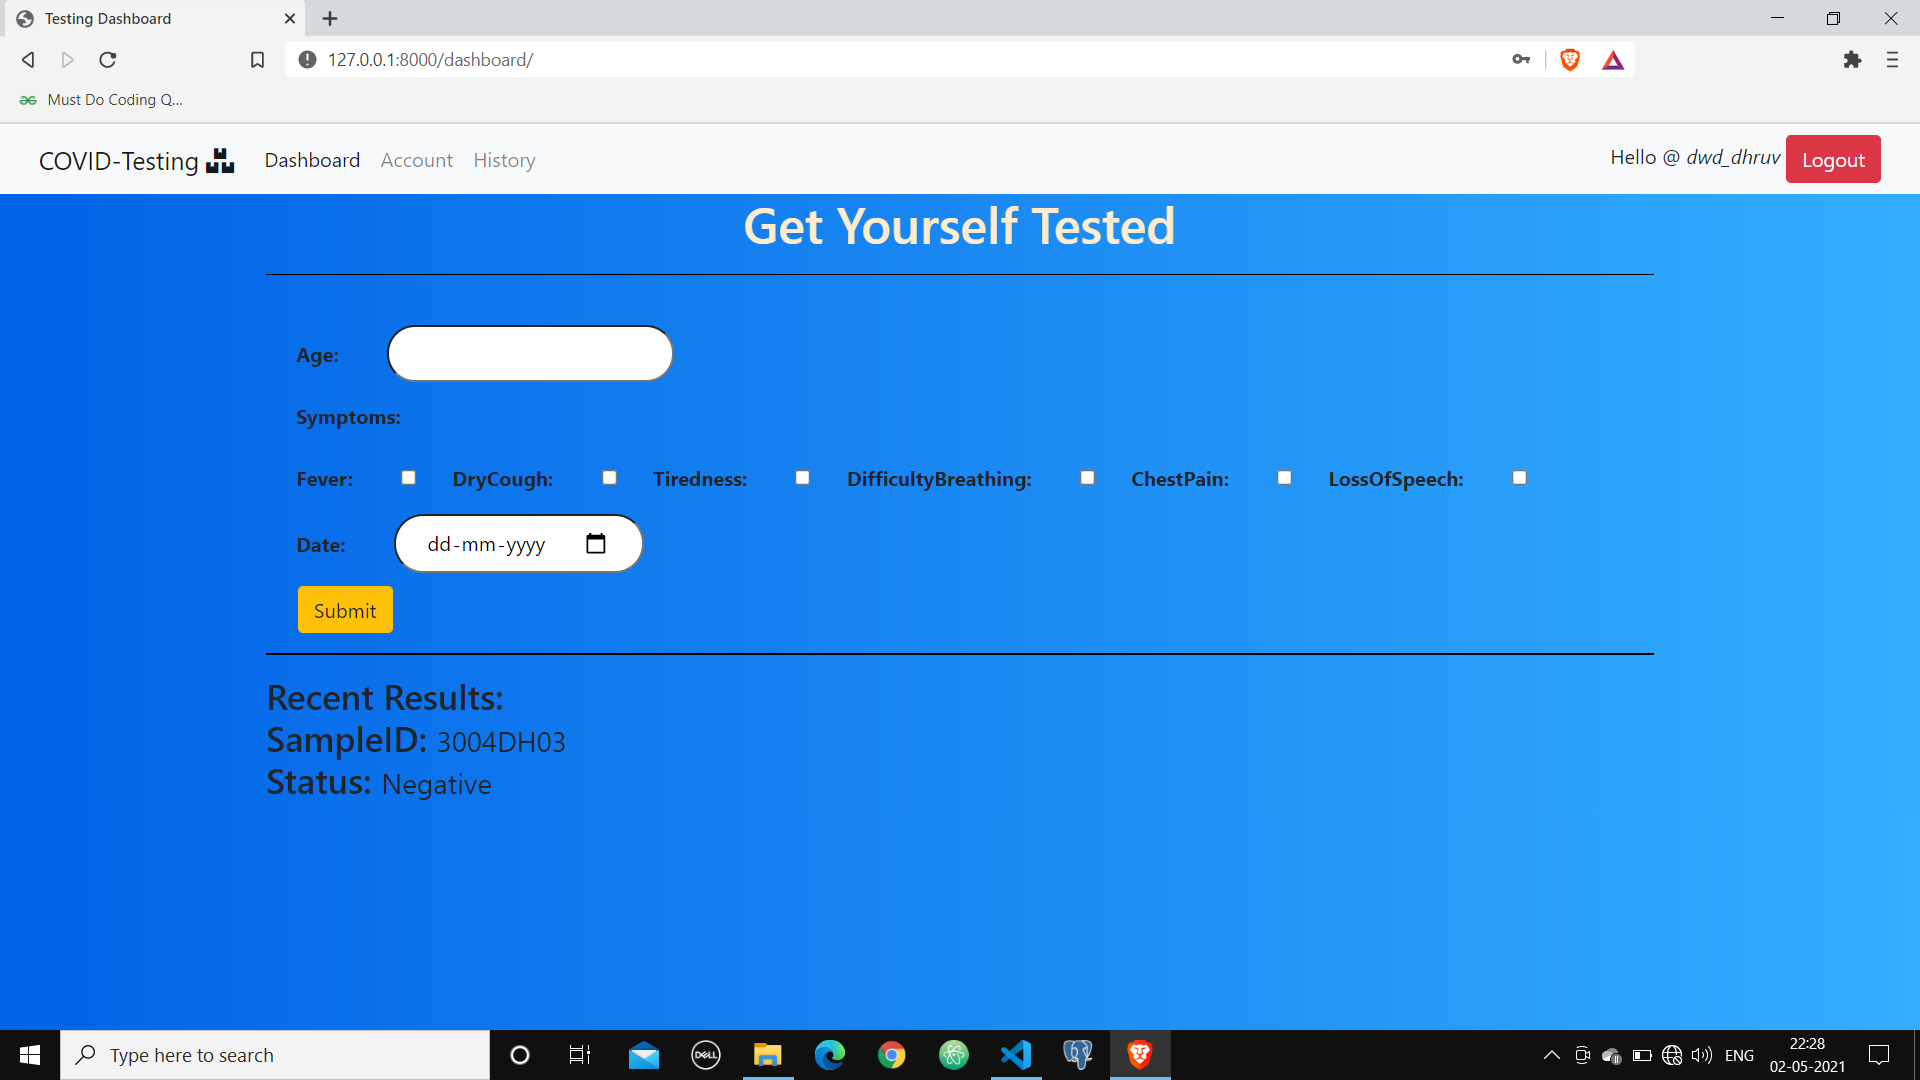 Testing Dashboard
127.0.0.1:8000/dashboard/
Must Do Coding Q...
COVID-Testing Dashboard Account History Hello @ dwd_dhruv Logout
Get Yourself Tested
Age:
Symptoms:
Fever: DryCough: Tiredness: DifficultyBreathing: ChestPain: LossOfSpeech:
Date: dd-mm-yyyy
Submit
Recent Results:
SampleID: 3004DH03
Status: Negative
Type here to search DELL ENG 22:28
02-05-2021